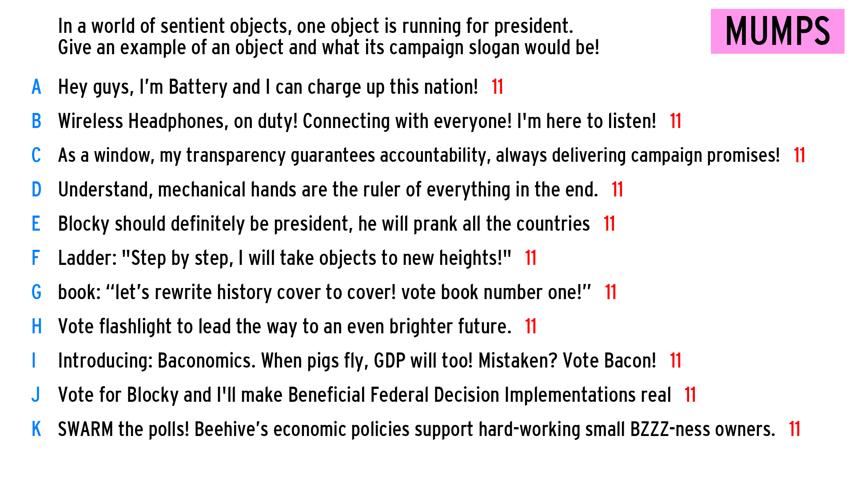 In a world of sentient objects, one object is running for president.
Give an example of an object and what its campaign slogan would be!
MUMPS
A Hey guys, I'm Battery and I can charge up this nation! 11
B Wireless Headphones, on duty! Connecting with everyone! I'm here to listen! 11
C As a window, my transparency guarantees accountability, always delivering campaign promises! 11
D Understand, mechanical hands are the ruler of everything in the end. 11
E Blocky should definitely be president, he will prank all the countries 11
F Ladder: "Step by step, I will take objects to new heights!" 11
G book: “let’s rewrite history cover to cover! vote book number one!” 11
H Vote flashlight to lead the way to an even brighter future. 11
I Introducing: Baconomics. When pigs fly, GDP will too! Mistaken? Vote Bacon! 11
J Vote for Blocky and I'll make Beneficial Federal Decision Implementations real 11
K SWARM the polls! Beehive’s economic policies support hard-working small BZZZ-ness owners. 11